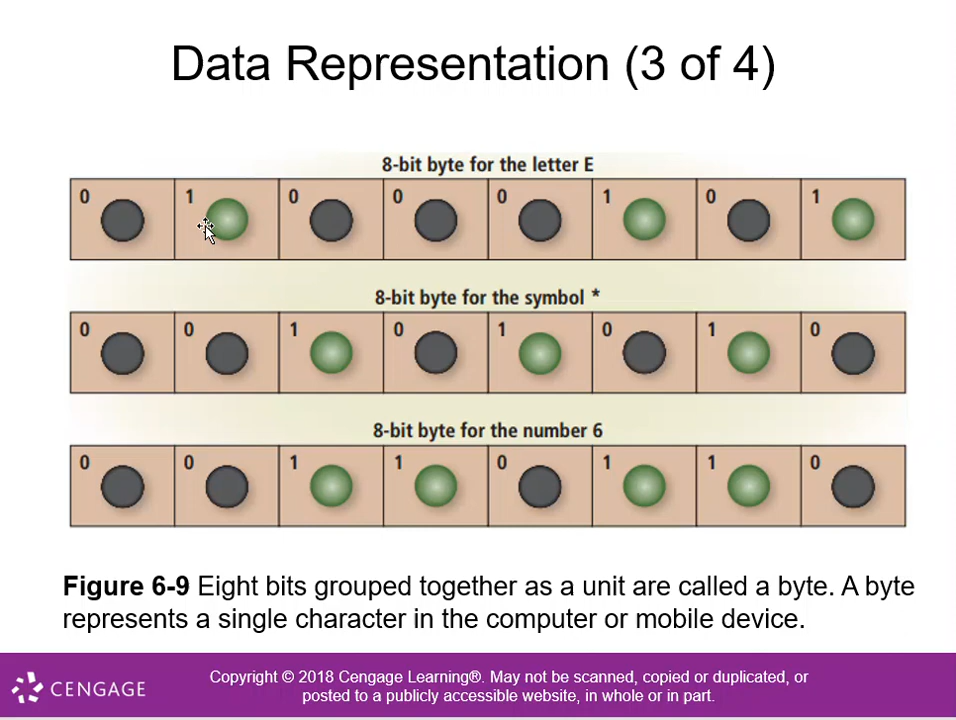 Data Representation (3 of 4)
8-bit byte for the letter E
0 1 0 0 0 1 0 1
8-bit byte for the symbol *
0 0 1 0 1 0 1 0
8-bit byte for the number 6
0 0 1 1 0 1 1 0
Figure 6-9 Eight bits grouped together as a unit are called a byte. A byte
represents a single character in the computer or mobile device.
CENGAGE
Copyright © 2018 Cengage Learning®. May not be scanned, copied or duplicated, or
posted to a publicly accessible website, in whole or in part.